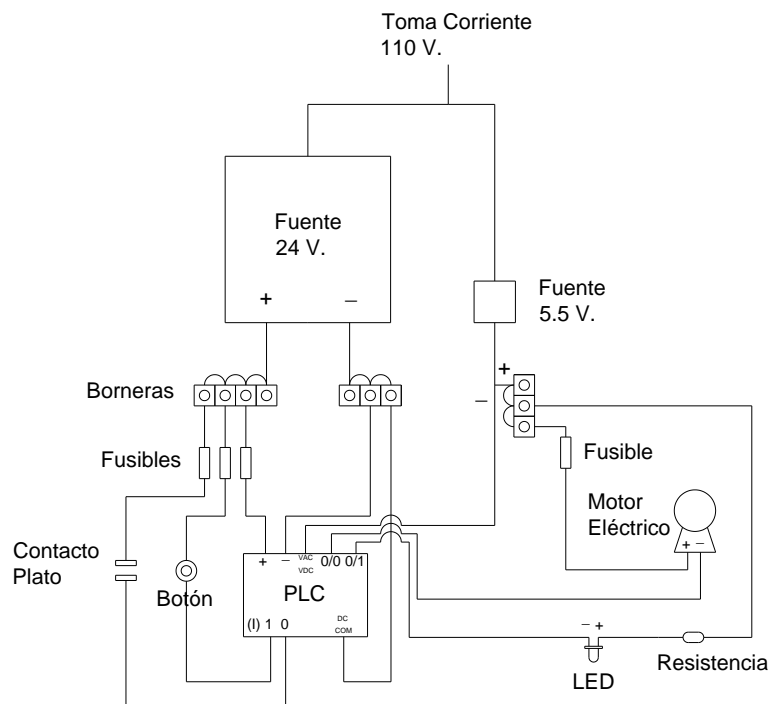 Toma Corriente
110 V.
Fuente
24 V.
+ –
Fuente
5.5 V.
+
–
Borneras
Fusibles
Fusible
Motor
Eléctrico
+ –
Contacto
Plato
Botón
+ – VAC 0/0 0/1
VDC
PLC
(I) 1 0
DC
COM
– +
LED
Resistencia